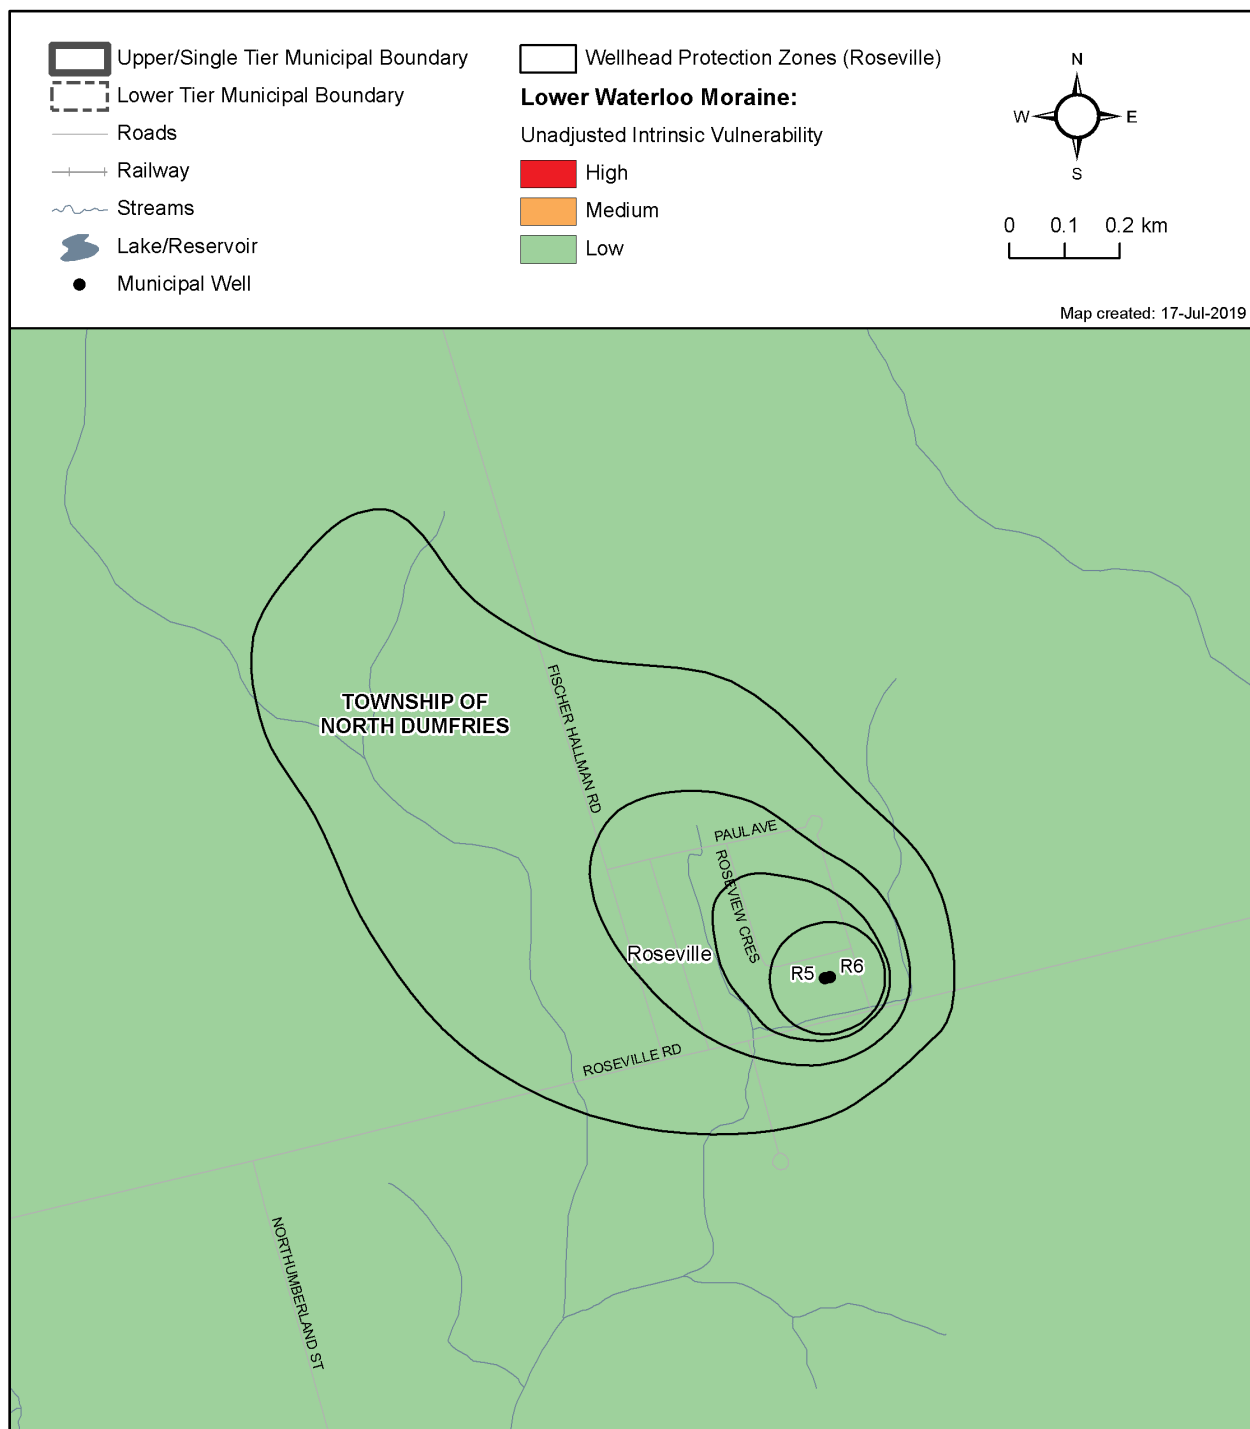 Upper/Single Tier Municipal Boundary
Lower Tier Municipal Boundary
Roads
Railway
Streams
Lake/Reservoir
Municipal Well
Wellhead Protection Zones (Roseville)
Lower Waterloo Moraine:
Unadjusted Intrinsic Vulnerability
High
Medium
Low
N
W E
S
0 0.1 0.2 km
Map created: 17-Jul-2019
TOWNSHIP OF
NORTH DUMFRIES
FISCHER HALLMAN RD
PAUL AVE
ROSEVIEW CRES
Roseville
R5 R6
ROSEVILLE RD
NORTHUMBERLAND ST